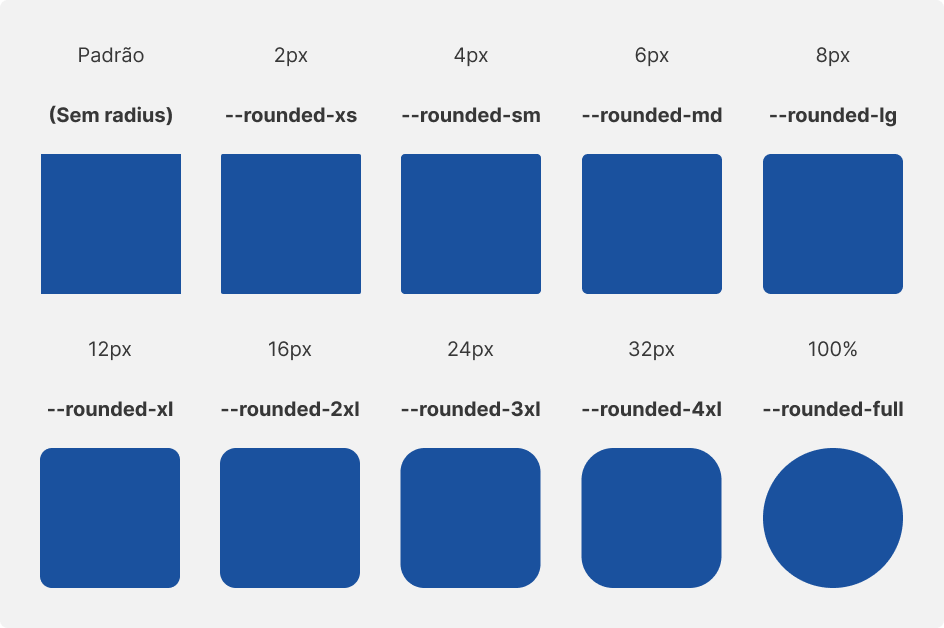 Padrão 2px 4px 6px 8px
(Sem radius) --rounded-xs --rounded-sm --rounded-md --rounded-lg
12px 16px 24px 32px 100%
--rounded-xl --rounded-2xl --rounded-3xl --rounded-4xl --rounded-full